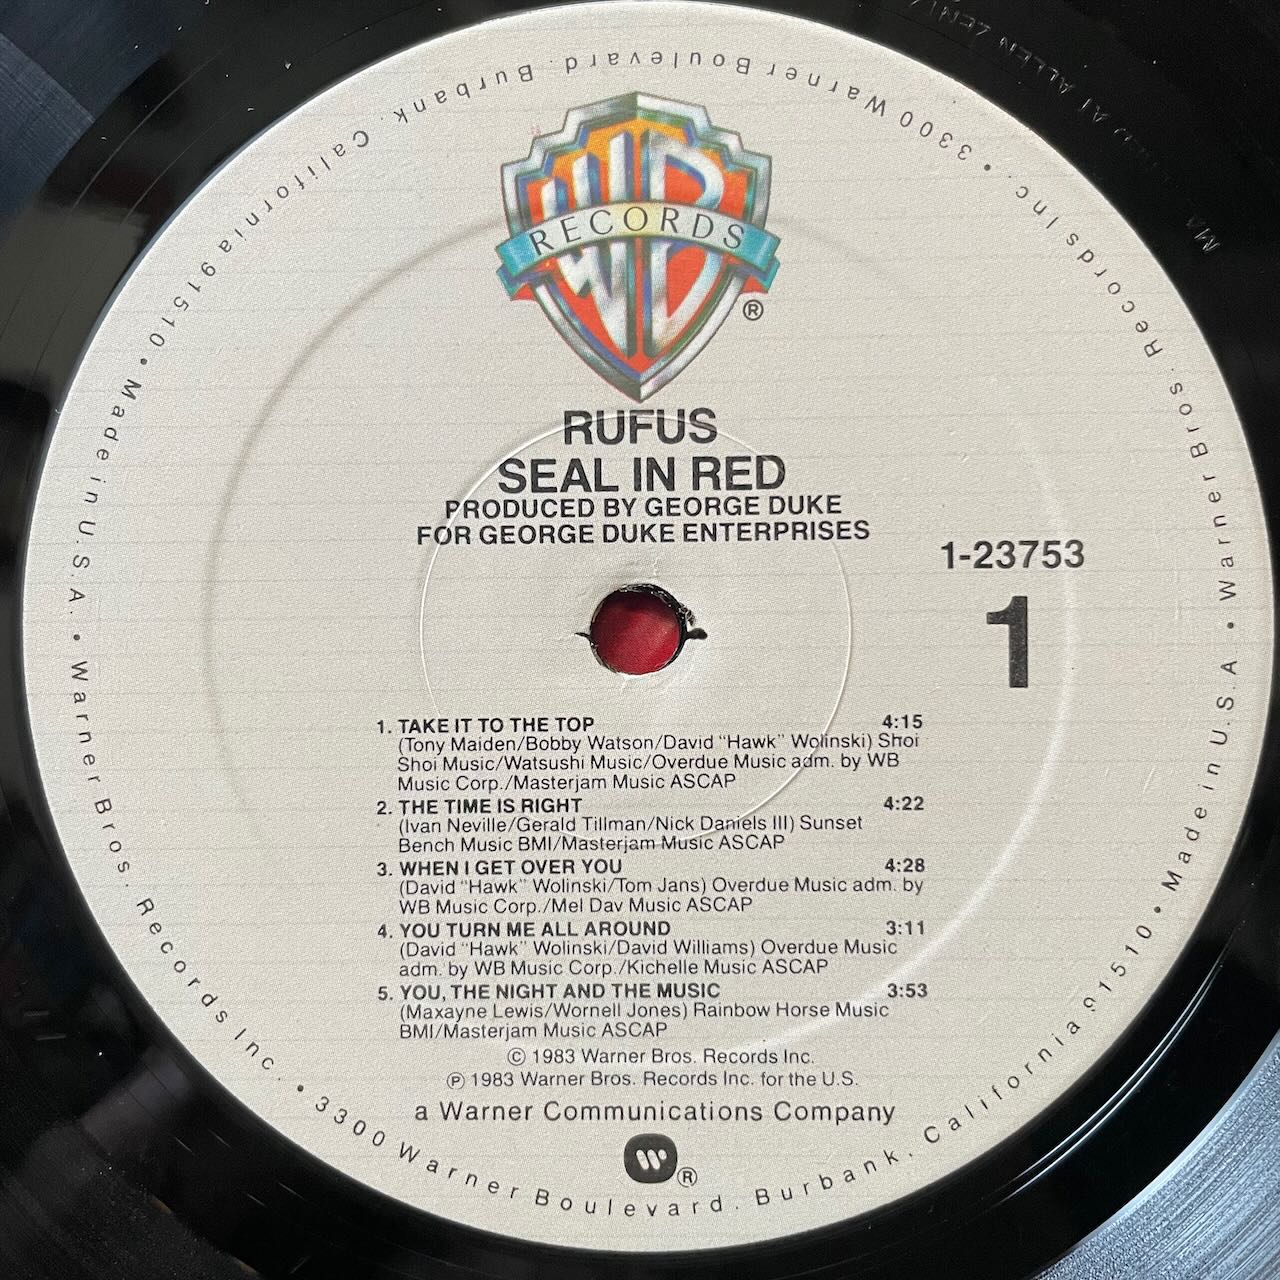 WB
RECORDS
®
RUFUS
SEAL IN RED
PRODUCED BY GEORGE DUKE
FOR GEORGE DUKE ENTERPRISES
1-23753
1
1. TAKE IT TO THE TOP 4:15
(Tony Maiden/Bobby Watson/David "Hawk" Wolinski) Shoi
Shoi Music/Watsushi Music/Overdue Music adm. by WB
Music Corp./Masterjam Music ASCAP
2. THE TIME IS RIGHT 4:22
(Ivan Neville/Gerald Tillman/Nick Daniels III) Sunset
Bench Music BMI/Masterjam Music ASCAP
3. WHEN I GET OVER YOU 4:28
(David "Hawk" Wolinski/Tom Jans) Overdue Music adm. by
WB Music Corp./Mel Dav Music ASCAP
4. YOU TURN ME ALL AROUND 3:11
(David "Hawk" Wolinski/David Williams) Overdue Music
adm. by WB Music Corp./Kichelle Music ASCAP
5. YOU, THE NIGHT AND THE MUSIC 3:53
(Maxayne Lewis/Wornell Jones) Rainbow Horse Music
BMI/Masterjam Music ASCAP
© 1983 Warner Bros. Records Inc.
℗ 1983 Warner Bros. Records Inc. for the U.S.
a Warner Communications Company
®
Warner Bros. Records Inc. • 3300 Warner Boulevard. Burbank. California 91510 • Made in U.S.A. •
Warner Bros. Records Inc. • 3300 Warner Boulevard. Burbank, California 91510 • Made in U.S.A •
AT ALLEN